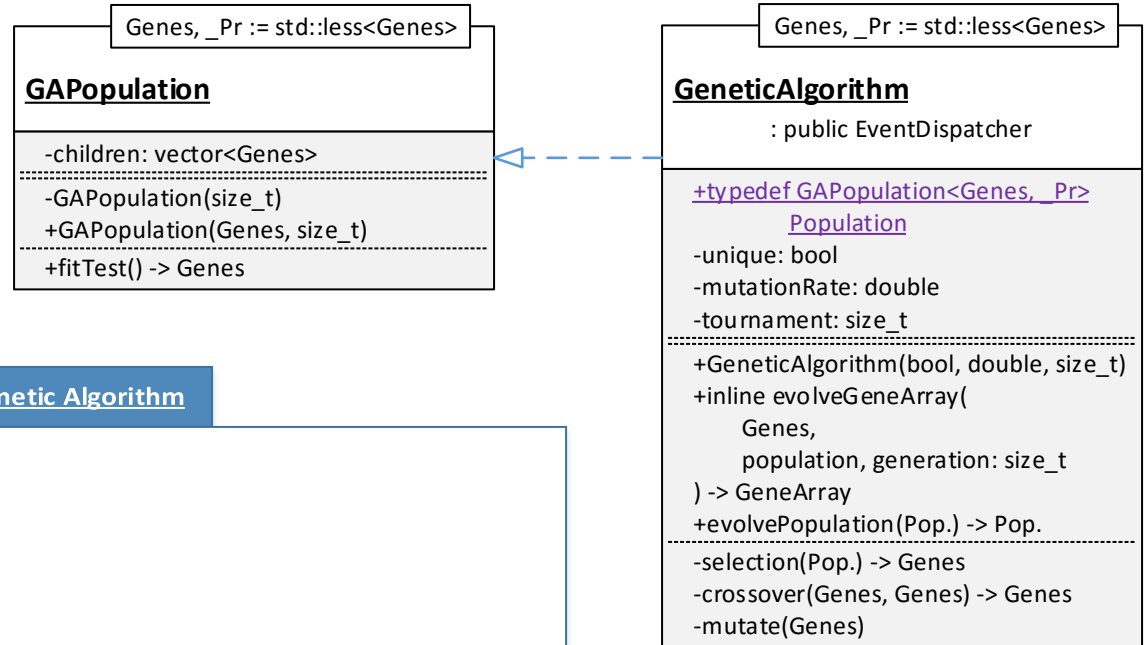 Genes, _Pr := std::less<Genes>
GAPopulation
-children: vector<Genes>
-GAPopulation(size_t)
+GAPopulation(Genes, size_t)
+fitTest() -> Genes
Genes, _Pr := std::less<Genes>
GeneticAlgorithm
: public EventDispatcher
+typedef GAPopulation<Genes, _Pr>
Population
-unique: bool
-mutationRate: double
-tournament: size_t
+GeneticAlgorithm(bool, double, size_t)
+inline evolveGeneArray(
Genes,
population, generation: size_t
) -> GeneArray
+evolvePopulation(Pop.) -> Pop.
-selection(Pop.) -> Genes
-crossover(Genes, Genes) -> Genes
-mutate(Genes)
netic Algorithm